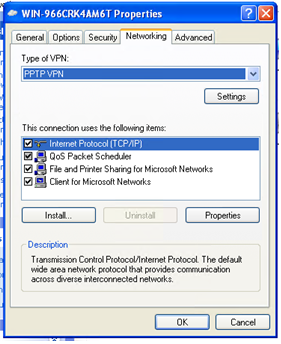 WIN-966CRK4AM6T Properties
General Options Security Networking Advanced
Type of VPN:
PPTP VPN
Settings
This connection uses the following items:
Internet Protocol (TCP/IP)
QoS Packet Scheduler
File and Printer Sharing for Microsoft Networks
Client for Microsoft Networks
Install... Uninstall Properties
Description
Transmission Control Protocol/Internet Protocol. The default
wide area network protocol that provides communication
across diverse interconnected networks.
OK Cancel